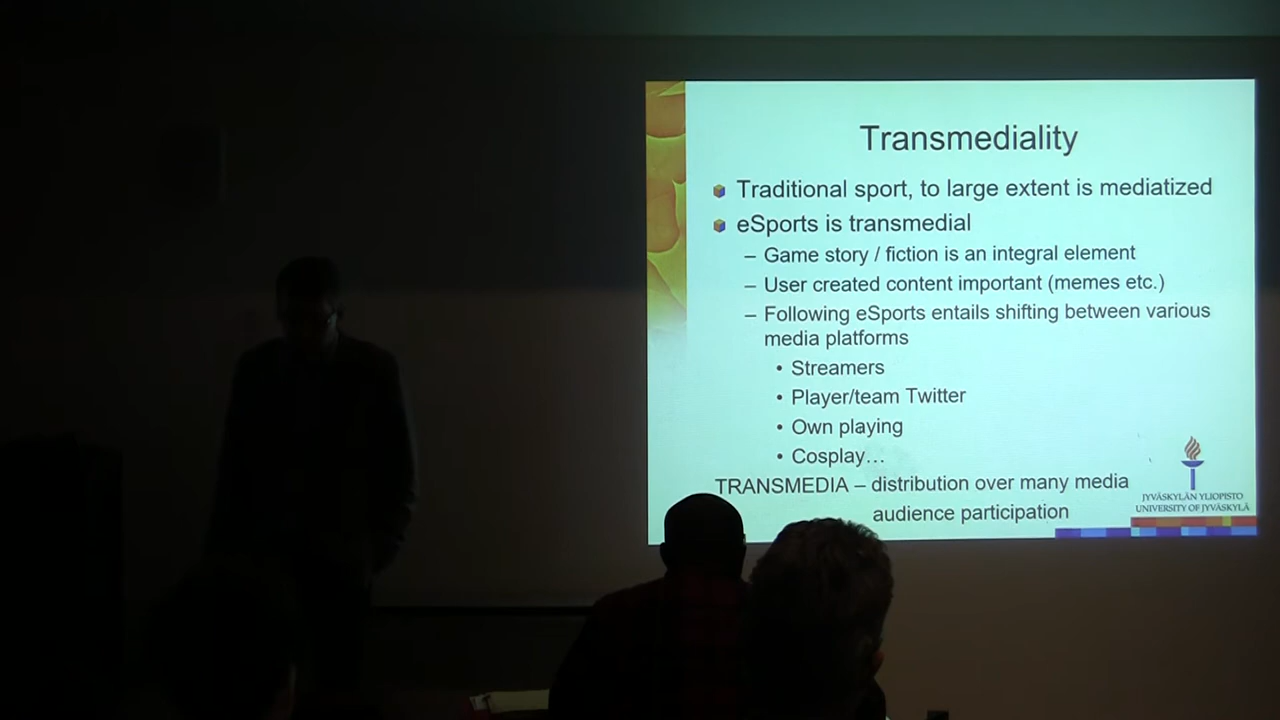 Transmediality
Traditional sport, to large extent is mediatized
eSports is transmedial
– Game story / fiction is an integral element
– User created content important (memes etc.)
– Following eSports entails shifting between various
media platforms
• Streamers
• Player/team Twitter
• Own playing
• Cosplay…
TRANSMEDIA – distribution over many media
audience participation
JYVÄSKYLÄN YLIOPISTO
UNIVERSITY OF JYVÄSKYLÄ